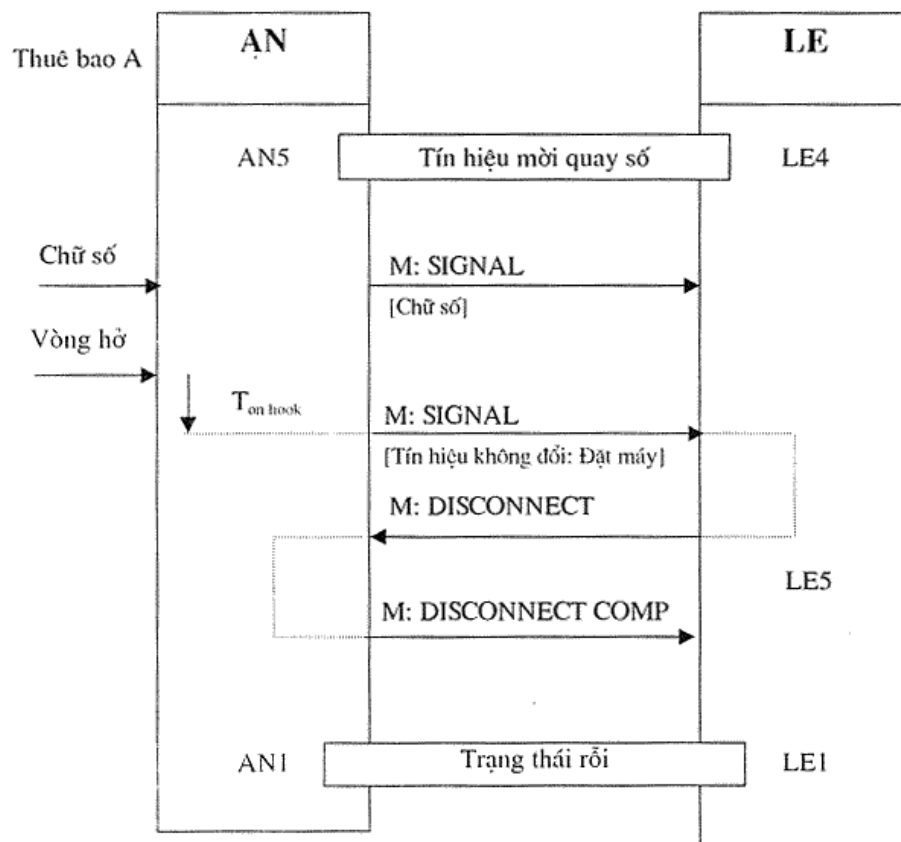 Thuê bao A
AN
LE
AN5
Tín hiệu mời quay số
LE4
Chữ số
M: SIGNAL
[Chữ số]
Vòng hở
T on hook
M: SIGNAL
[Tín hiệu không đổi: Đặt máy]
M: DISCONNECT
LE5
M: DISCONNECT COMP
AN1
Trạng thái rỗi
LE1